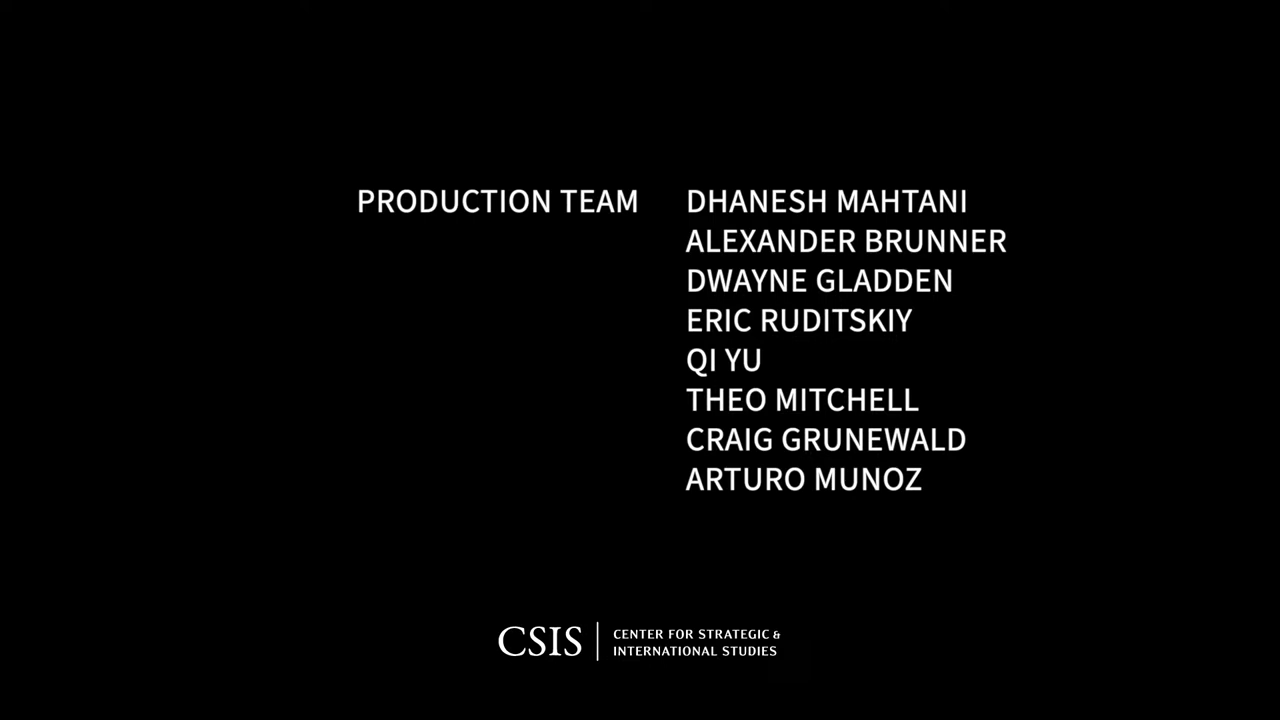 PRODUCTION TEAM DHANESH MAHTANI
ALEXANDER BRUNNER
DWAYNE GLADDEN
ERIC RUDITSKIY
QI YU
THEO MITCHELL
CRAIG GRUNEWALD
ARTURO MUNOZ
CSIS CENTER FOR STRATEGIC &
INTERNATIONAL STUDIES